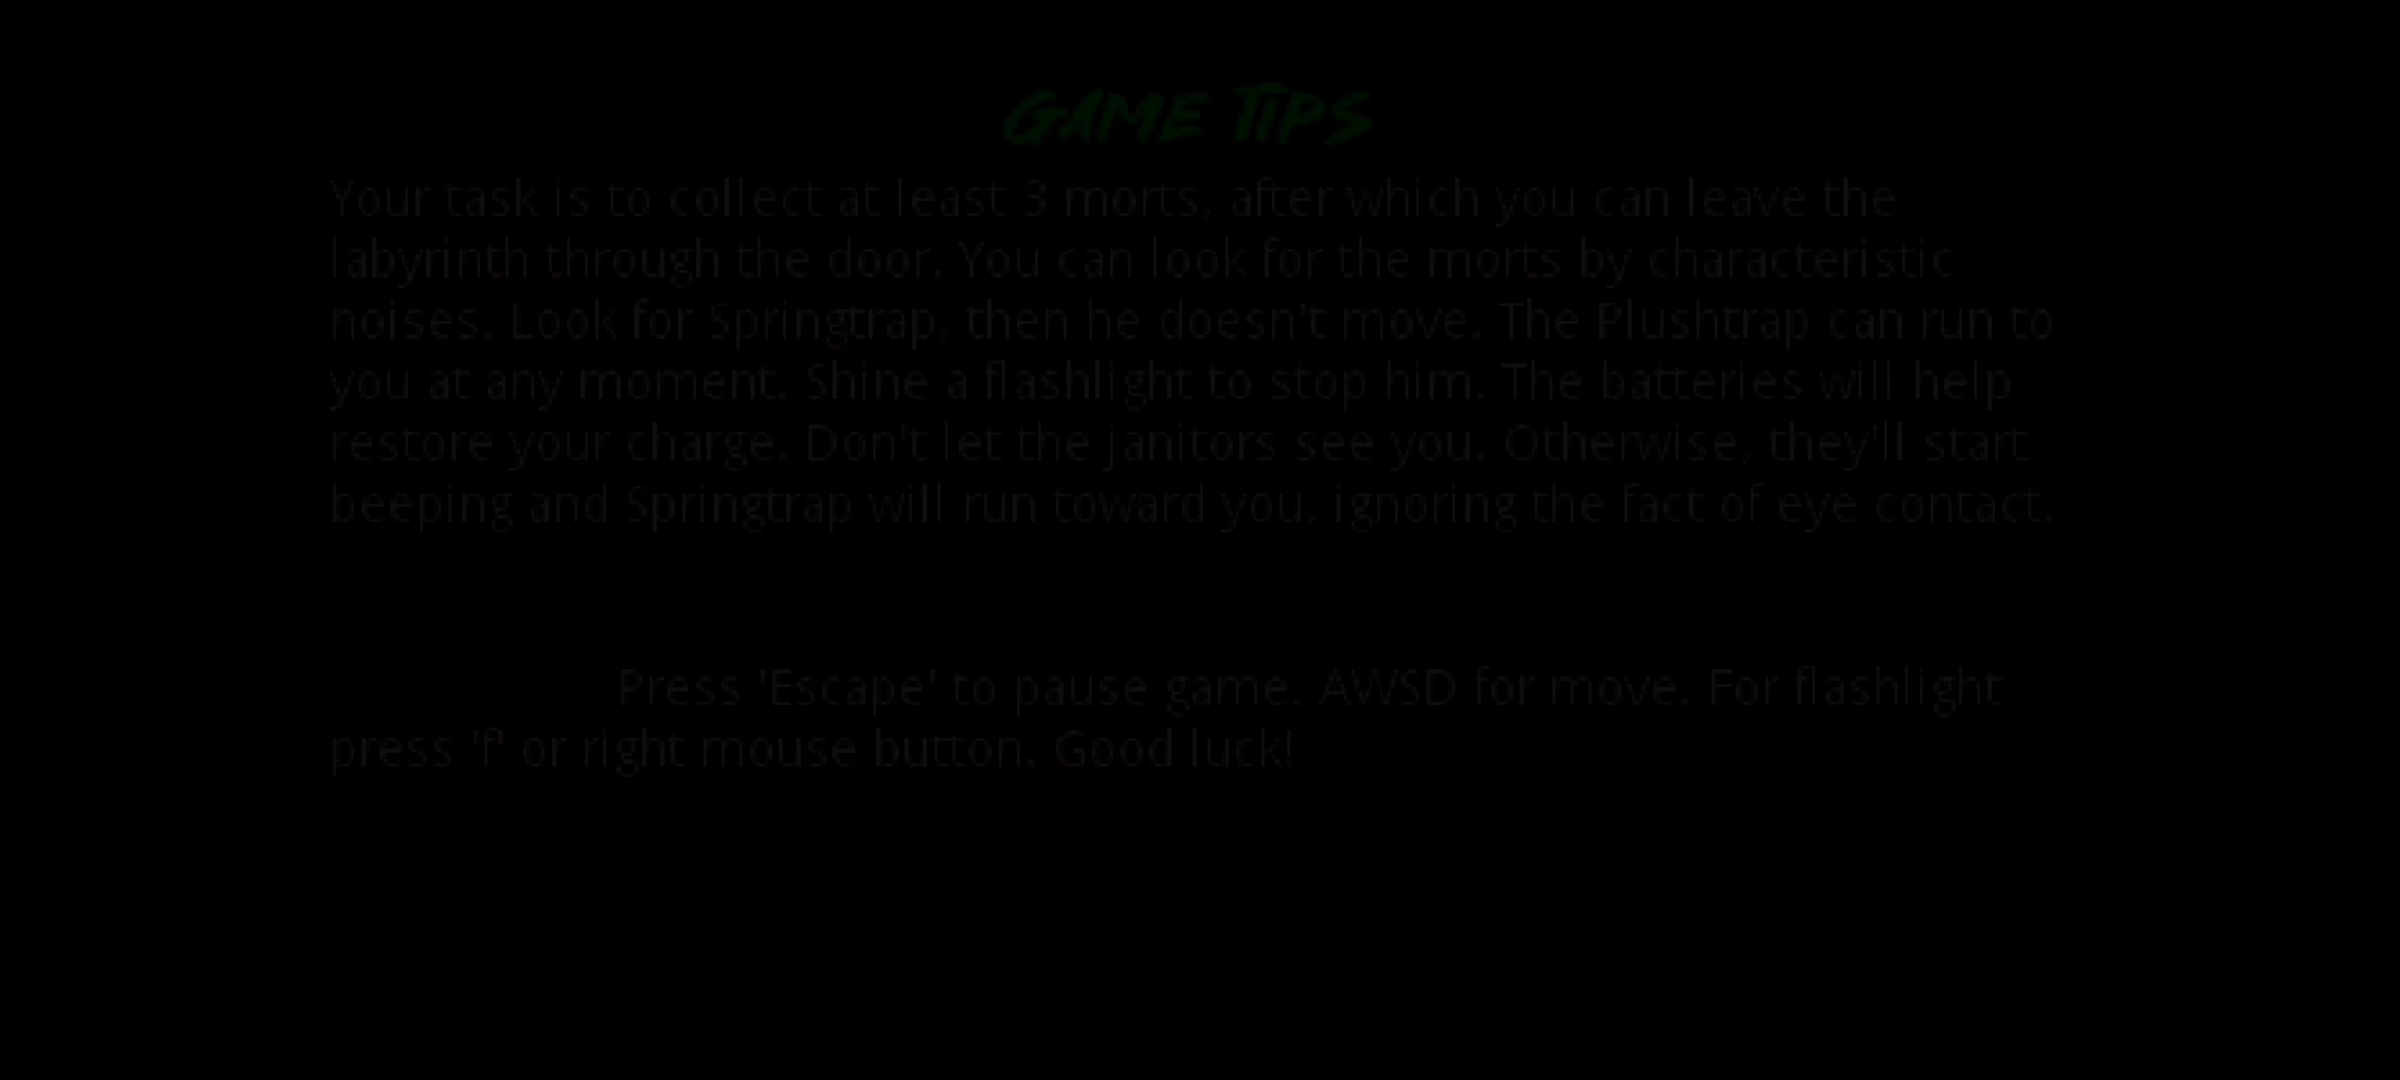 GAME TIPS
Your task is to collect at least 3 morts, after which you can leave the
labyrinth through the door. You can look for the morts by characteristic
noises. Look for Springtrap, then he doesn't move. The Plushtrap can run to
you at any moment. Shine a flashlight to stop him. The batteries will help
restore your charge. Don't let the janitors see you. Otherwise, they'll start
beeping and Springtrap will run toward you, ignoring the fact of eye contact.
Press 'Escape' to pause game. AWSD for move. For flashlight
press 'f' or right mouse button. Good luck!